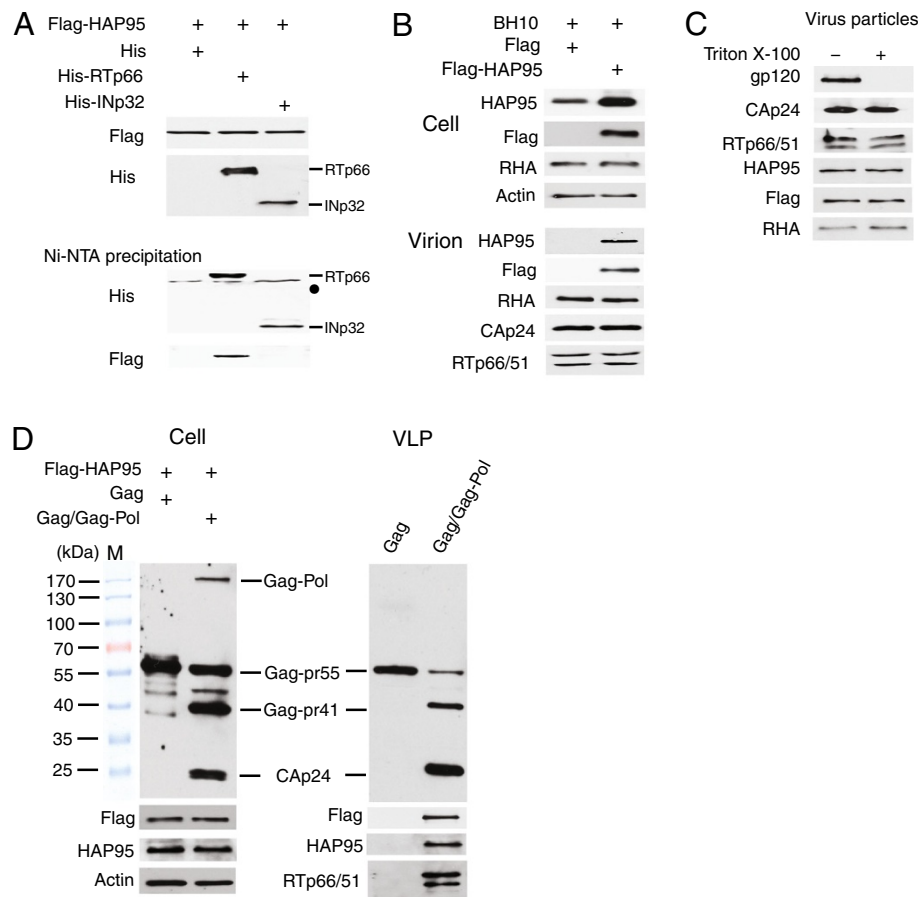 A
Flag-HAP95 + + +
His +
His-RTp66 +
His-INp32 +
Flag
His
RTp66
INp32
Ni-NTA precipitation
His
RTp66
INp32
Flag
B
BH10 + +
Flag +
Flag-HAP95 +
Cell
HAP95
Flag
RHA
Actin
Virion
HAP95
Flag
RHA
CAp24
RTp66/51
C
Virus particles
Triton X-100 – +
gp120
CAp24
RTp66/51
HAP95
Flag
RHA
D
Cell
Flag-HAP95 + +
Gag +
Gag/Gag-Pol +
(kDa) M
170
130
100
70
55
40
35
25
Gag-Pol
Gag-pr55
Gag-pr41
CAp24
Flag
HAP95
Actin
VLP
Gag
Gag/Gag-Pol
Flag
HAP95
RTp66/51